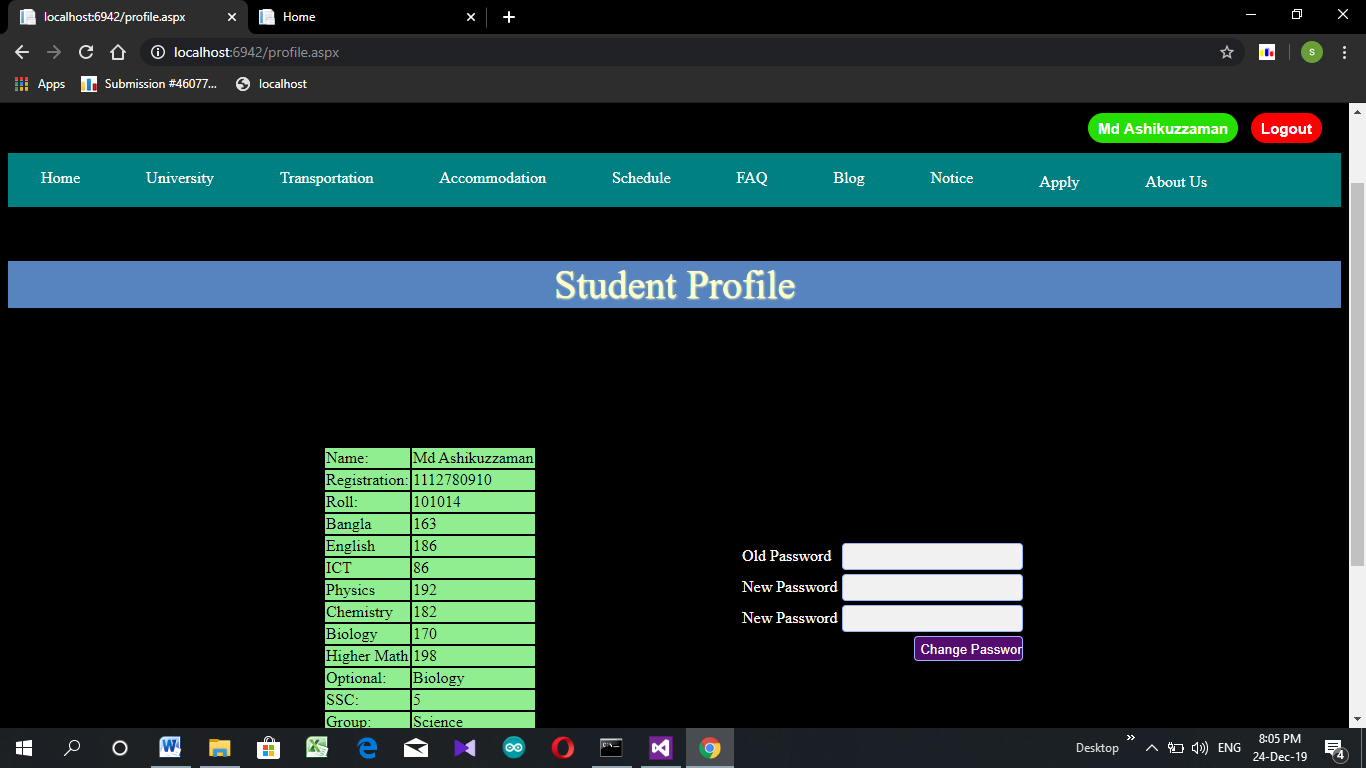 localhost:6942/profile.aspx
Home
localhost:6942/profile.aspx
s
Apps
Submission #46077...
localhost
Md Ashikuzzaman
Logout
Home University Transportation Accommodation Schedule FAQ Blog Notice Apply About Us
Student Profile
Name: Md Ashikuzzaman
Registration: 1112780910
Roll: 101014
Bangla 163
English 186
ICT 86
Physics 192
Chemistry 182
Biology 170
Higher Math 198
Optional: Biology
SSC: 5
Group: Science
Old Password
New Password
New Password
Change Passwor
Desktop
ENG
8:05 PM
24-Dec-19
4